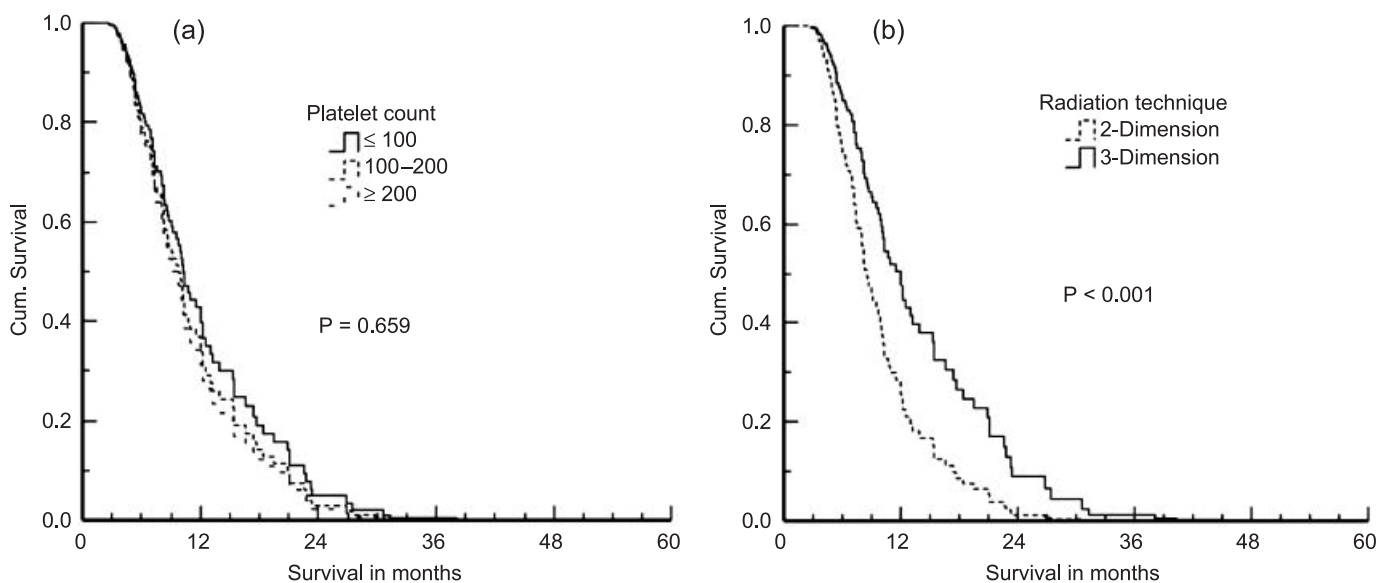 (a)
Cum. Survival
1.0
0.8
0.6
0.4
0.2
0.0
Platelet count
≤ 100
100–200
≥ 200
P = 0.659
0 12 24 36 48 60
Survival in months
(b)
Cum. Survival
1.0
0.8
0.6
0.4
0.2
0.0
Radiation technique
2-Dimension
3-Dimension
P < 0.001
0 12 24 36 48 60
Survival in months